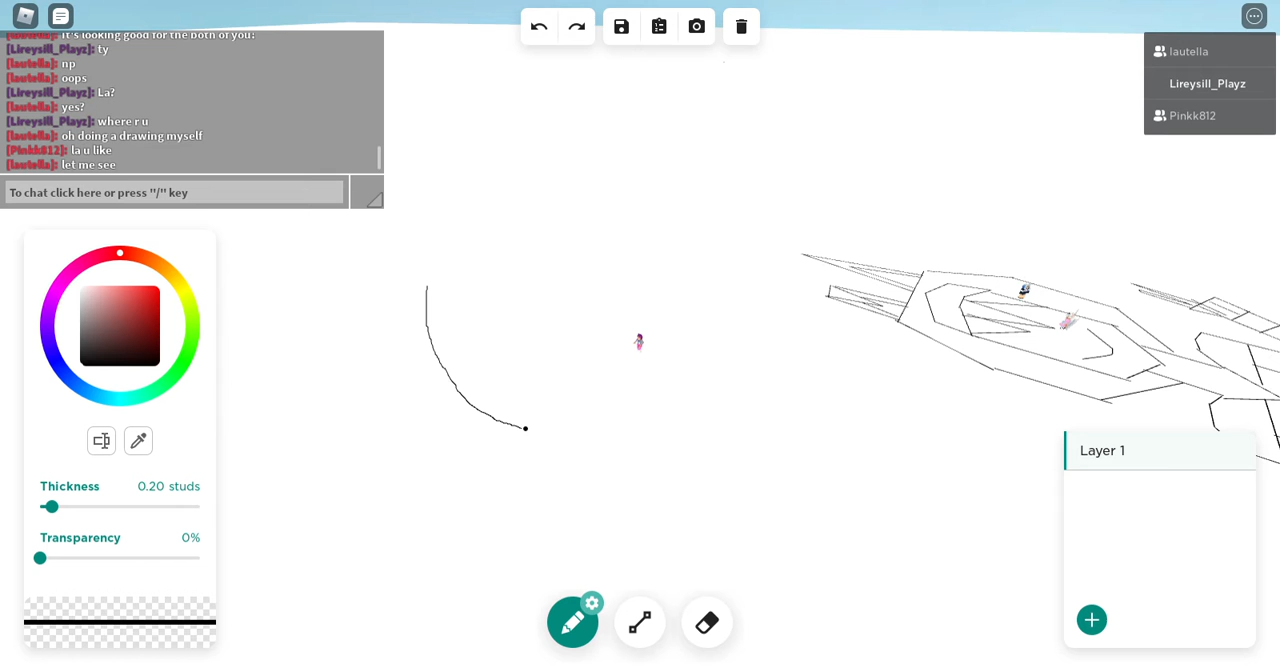 [lautella]: It's looking good for the both of you!
[Lireysill_Playz]: ty
[lautella]: np
[lautella]: oops
[Lireysill_Playz]: La?
[lautella]: yes?
[Lireysill_Playz]: where r u
[lautella]: oh doing a drawing myself
[Pinkk812]: la u like
[lautella]: let me see
To chat click here or press "/" key
lautella
Lireysill_Playz
Pinkk812
Thickness 0.20 studs
Transparency 0%
Layer 1